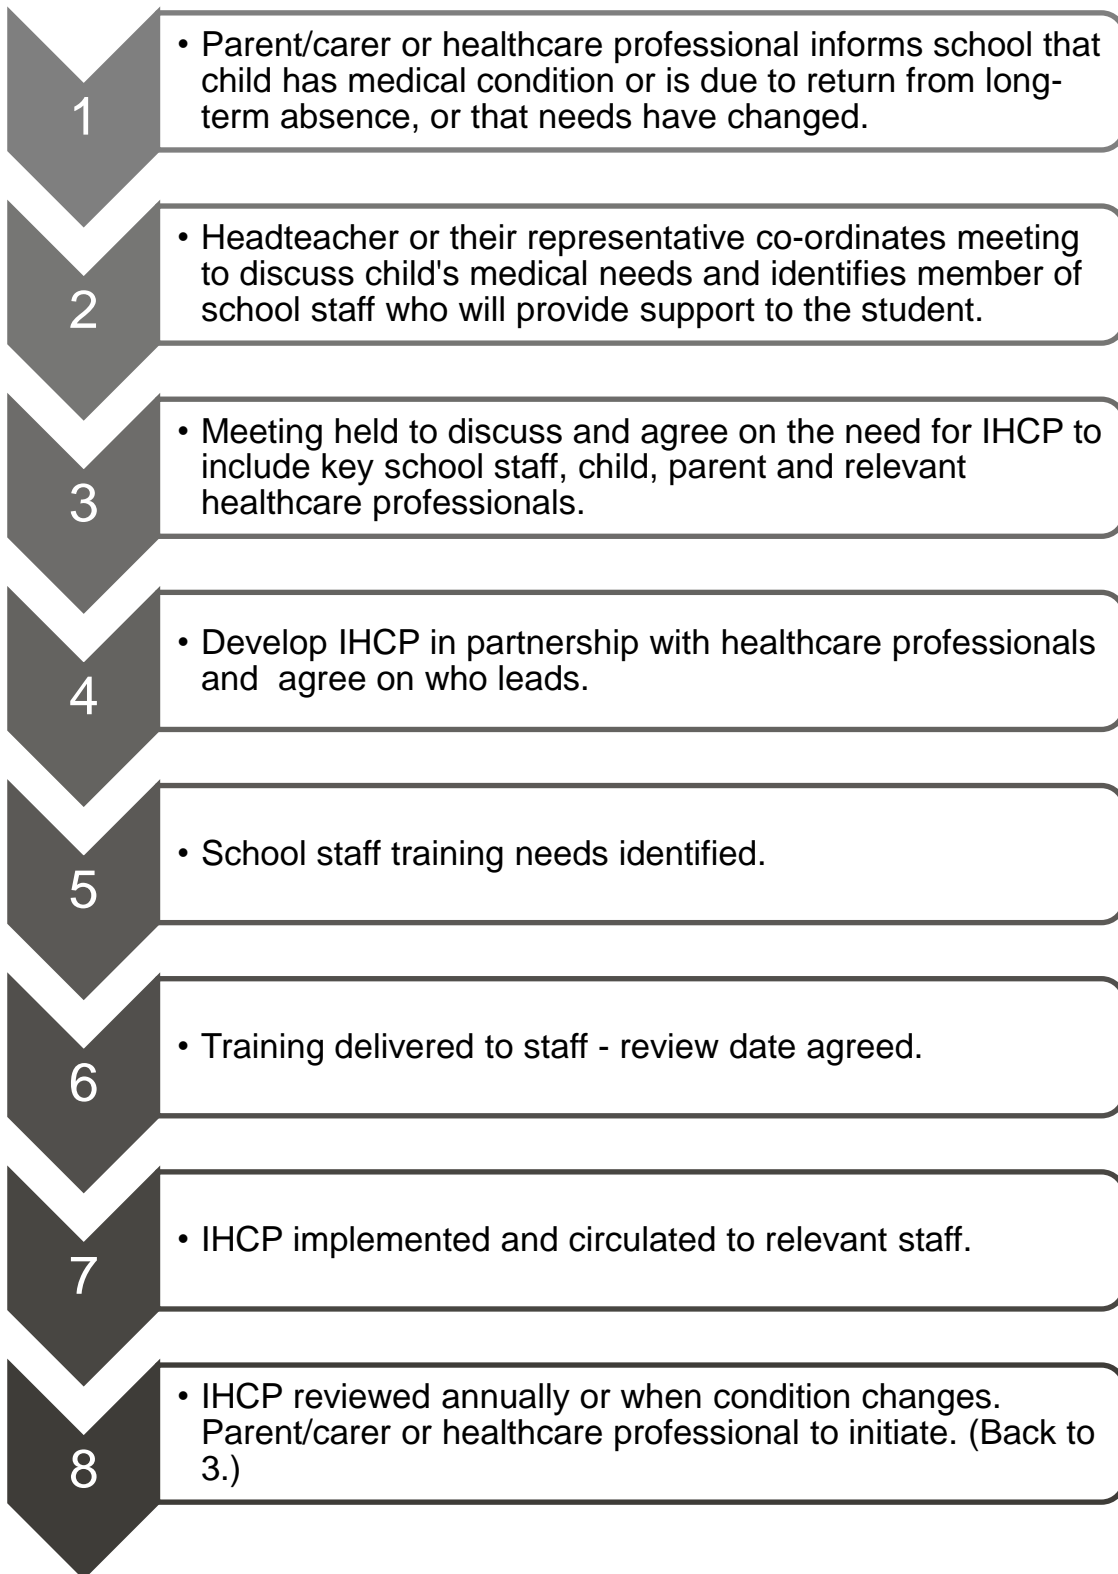 1
• Parent/carer or healthcare professional informs school that
child has medical condition or is due to return from long-
term absence, or that needs have changed.
2
• Headteacher or their representative co-ordinates meeting
to discuss child's medical needs and identifies member of
school staff who will provide support to the student.
3
• Meeting held to discuss and agree on the need for IHCP to
include key school staff, child, parent and relevant
healthcare professionals.
4
• Develop IHCP in partnership with healthcare professionals
and  agree on who leads.
5
• School staff training needs identified.
6
• Training delivered to staff - review date agreed.
7
• IHCP implemented and circulated to relevant staff.
8
• IHCP reviewed annually or when condition changes.
Parent/carer or healthcare professional to initiate. (Back to
3.)